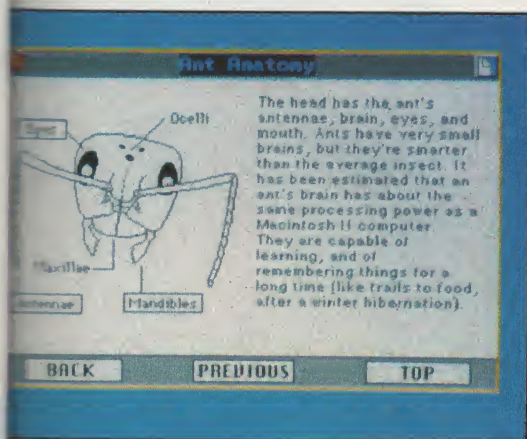 Ant Anatomy
Eyes
Ocelli
Maxillae
antennae
Mandibles
The head has the ant's
antennae, brain, eyes, and
mouth. Ants have very small
brains, but they're smarter
than the average insect. It
has been estimated that an
ant's brain has about the
same processing power as a
Macintosh II computer.
They are capable of
learning, and of
remembering things for a
long time (like trails to food,
after a winter hibernation).
BACK
PREVIOUS
TOP